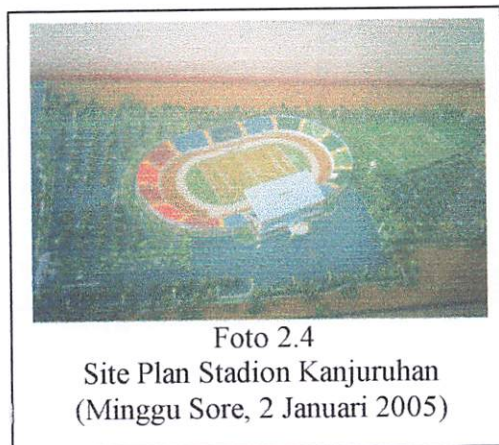 Foto 2.4
Site Plan Stadion Kanjuruhan
(Minggu Sore, 2 Januari 2005)